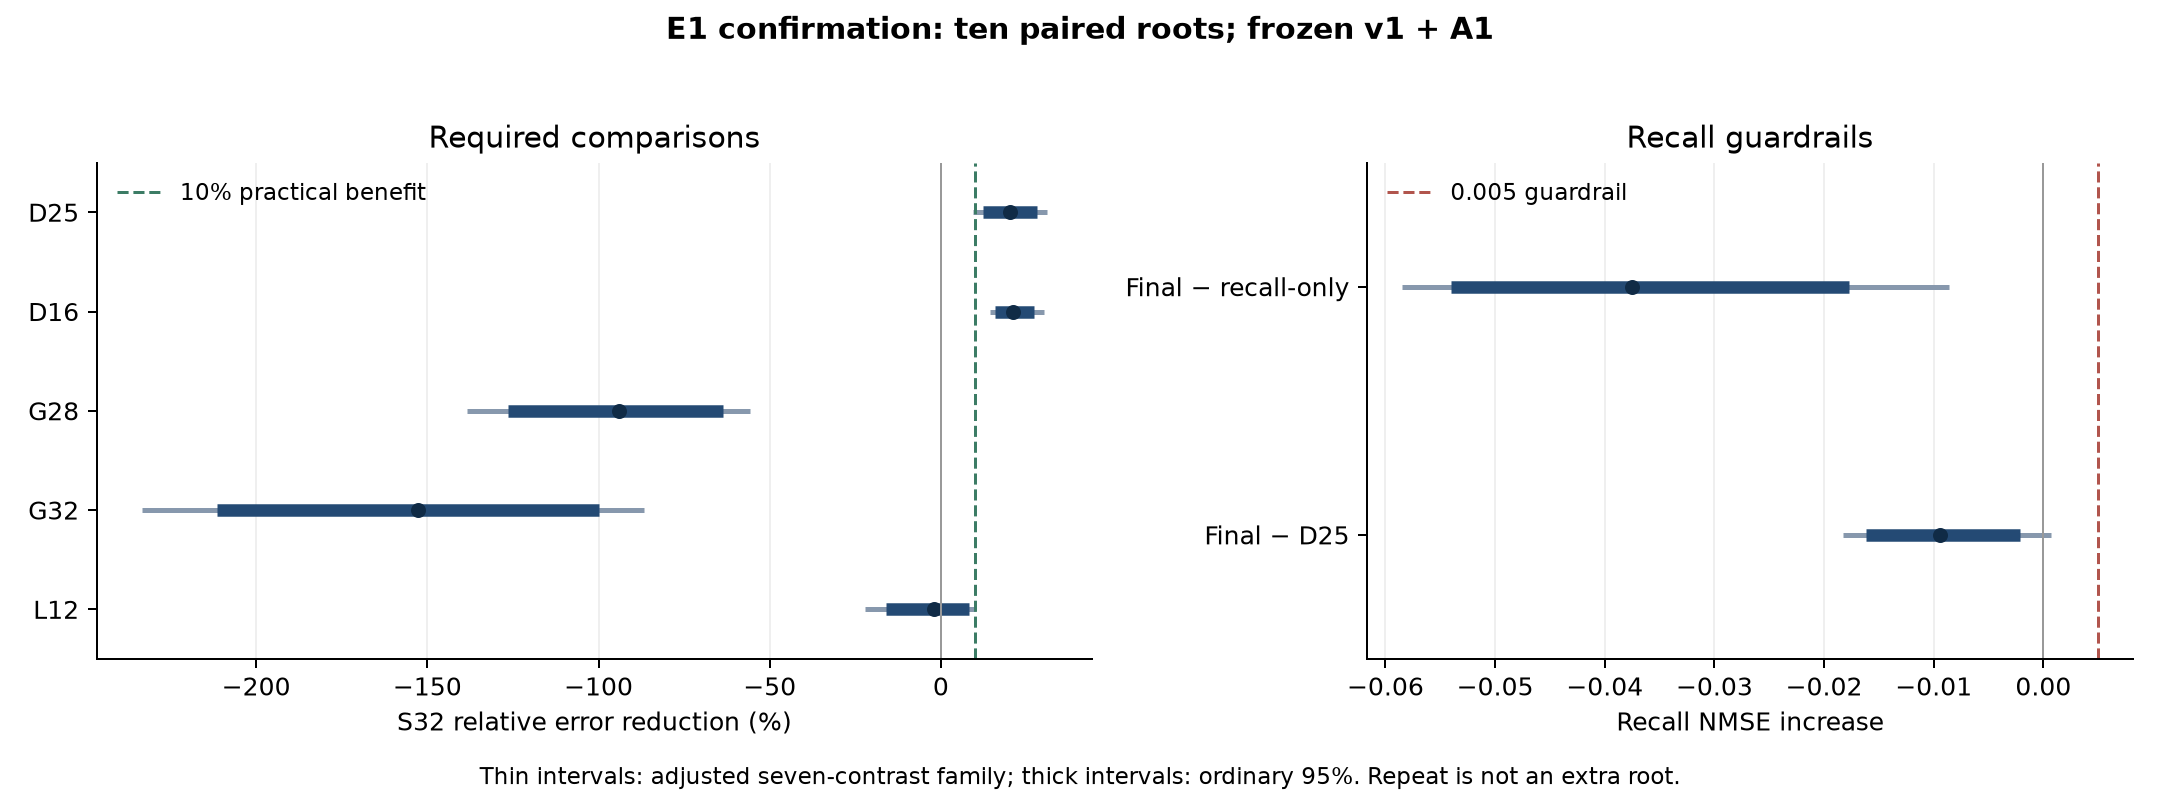 E1 confirmation: ten paired roots; frozen v1 + A1
Required comparisons
10% practical benefit
D25
D16
G28
G32
L12
−200
−150
−100
−50
0
S32 relative error reduction (%)
Recall guardrails
0.005 guardrail
Final − recall-only
Final − D25
−0.06
−0.05
−0.04
−0.03
−0.02
−0.01
0.00
Recall NMSE increase
Thin intervals: adjusted seven-contrast family; thick intervals: ordinary 95%. Repeat is not an extra root.